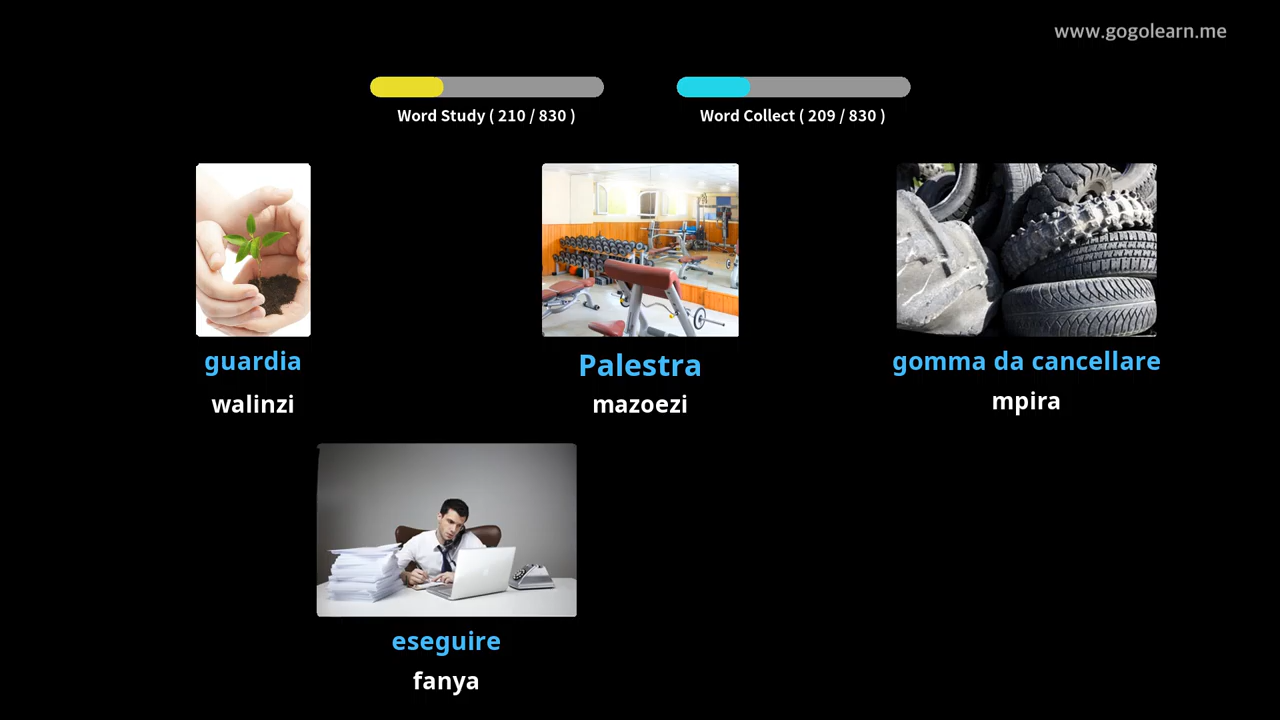 www.gogolearn.me
Word Study ( 210 / 830 )
Word Collect ( 209 / 830 )
guardia
walinzi
Palestra
mazoezi
gomma da cancellare
mpira
eseguire
fanya